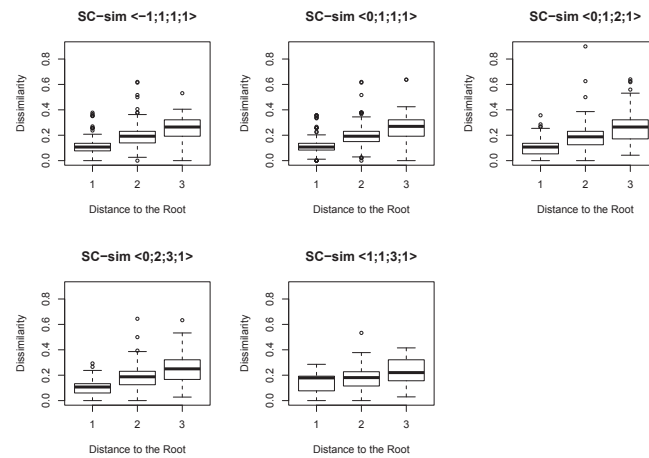 SC−sim <−1;1;1;1>
Dissimilarity
0.0 0.2 0.4 0.6 0.8
1 2 3
Distance to the Root
SC−sim <0;1;1;1>
Dissimilarity
0.0 0.2 0.4 0.6 0.8
1 2 3
Distance to the Root
SC−sim <0;1;2;1>
Dissimilarity
0.0 0.2 0.4 0.6 0.8
1 2 3
Distance to the Root
SC−sim <0;2;3;1>
Dissimilarity
0.0 0.2 0.4 0.6 0.8
1 2 3
Distance to the Root
SC−sim <1;1;3;1>
Dissimilarity
0.0 0.2 0.4 0.6 0.8
1 2 3
Distance to the Root